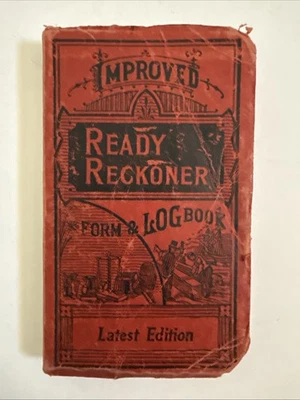 IMPROVED
READY
RECKONER
FORM & LOG BOOK
Latest Edition